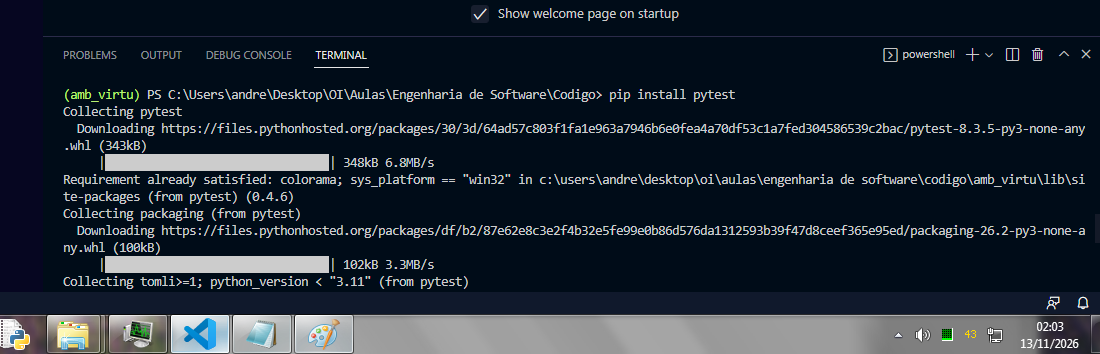 Show welcome page on startup
PROBLEMS OUTPUT DEBUG CONSOLE TERMINAL powershell
(amb_virtu) PS C:\Users\andre\Desktop\OI\Aulas\Engenharia de Software\Codigo> pip install pytest
Collecting pytest
Downloading https://files.pythonhosted.org/packages/30/3d/64ad57c803f1fa1e963a7946b6e0fea4a70df53c1a7fed304586539c2bac/pytest-8.3.5-py3-none-any
.whl (343kB)
|████████████████████████████████| 348kB 6.8MB/s
Requirement already satisfied: colorama; sys_platform == "win32" in c:\users\andre\desktop\oi\aulas\engenharia de software\codigo\amb_virtu\lib\si
te-packages (from pytest) (0.4.6)
Collecting packaging (from pytest)
Downloading https://files.pythonhosted.org/packages/df/b2/87e62e8c3e2f4b32e5fe99e0b86d576da1312593b39f47d8ceef365e95ed/packaging-26.2-py3-none-a
ny.whl (100kB)
|████████████████████████████████| 102kB 3.3MB/s
Collecting tomli>=1; python_version < "3.11" (from pytest)
43
02:03
13/11/2026